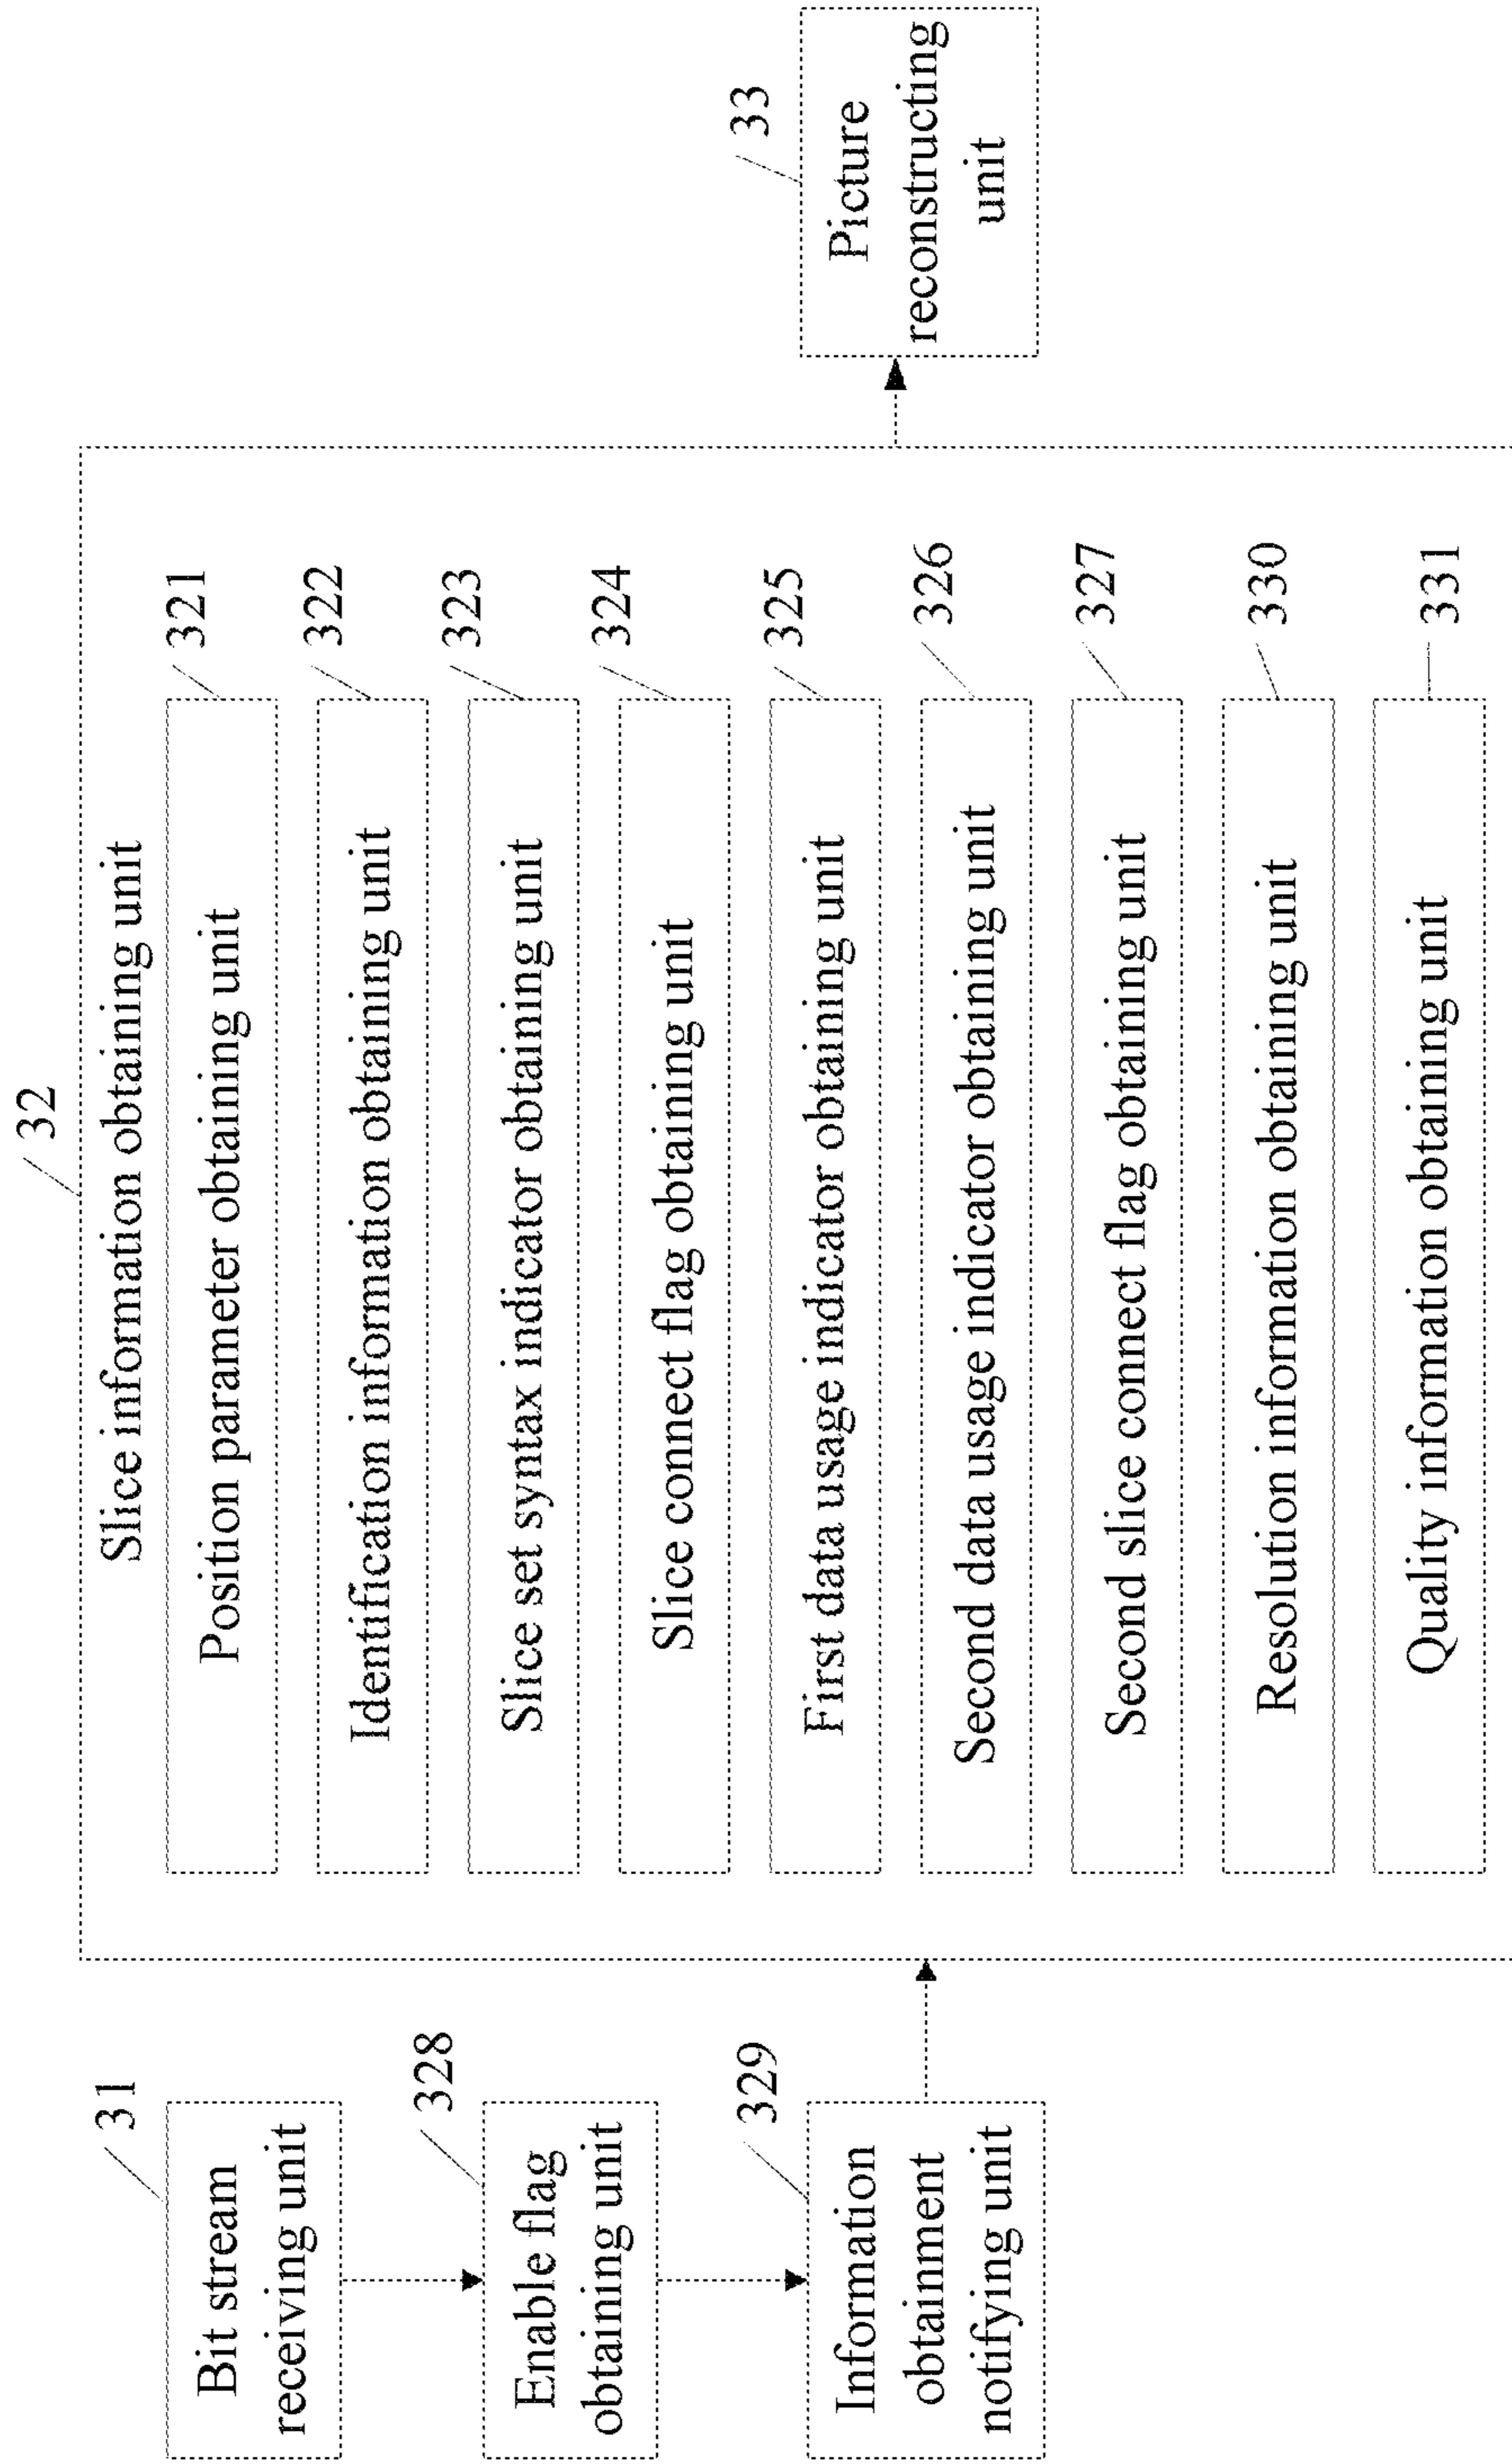 31
Bit stream
receiving unit
328
Enable flag
obtaining unit
329
Information
obtainment
notifying unit
32
Slice information obtaining unit
Position parameter obtaining unit
321
Identification information obtaining unit
322
Slice set syntax indicator obtaining unit
323
Slice connect flag obtaining unit
324
First data usage indicator obtaining unit
325
Second data usage indicator obtaining unit
326
Second slice connect flag obtaining unit
327
Resolution information obtaining unit
330
Quality information obtaining unit
331
33
Picture
reconstructing
unit